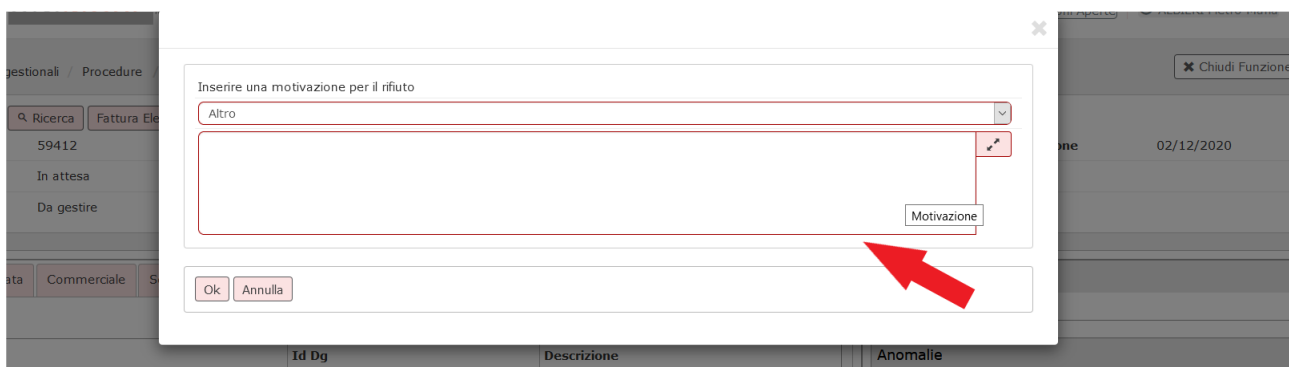 gestionali / Procedure /
Chiudi Funzione
Inserire una motivazione per il rifiuto
Ricerca
Fattura Ele
Altro
59412
one
02/12/2020
In attesa
Da gestire
Motivazione
ata
Commerciale
S
Ok
Annulla
Id Dg
Descrizione
Anomalie